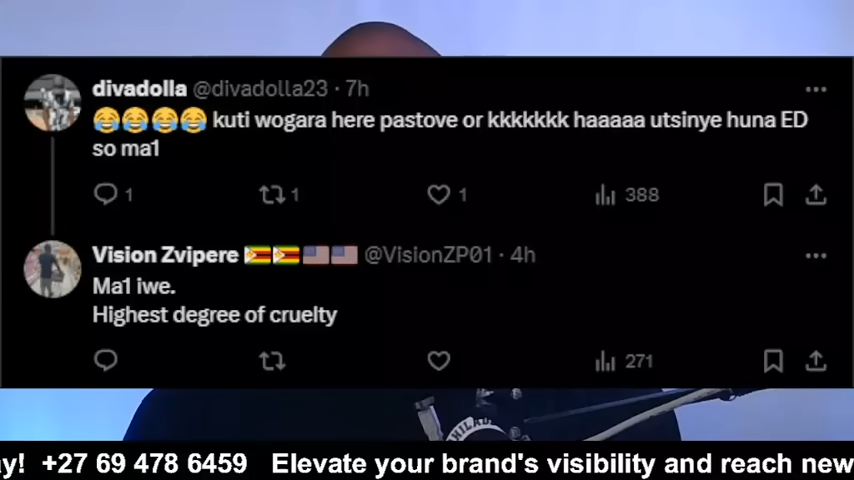 divadolla @divadolla23 · 7h
😂😂😂😂 kuti wogara here pastove or kkkkkkk haaaaa utsinye huna ED
so ma1
1 1 1 388
Vision Zvipere 🇿🇼🇿🇼🇺🇸🇺🇸 @VisionZP01 · 4h
Ma1 iwe.
Highest degree of cruelty
271
PHILAD
ay! +27 69 478 6459 Elevate your brand's visibility and reach new